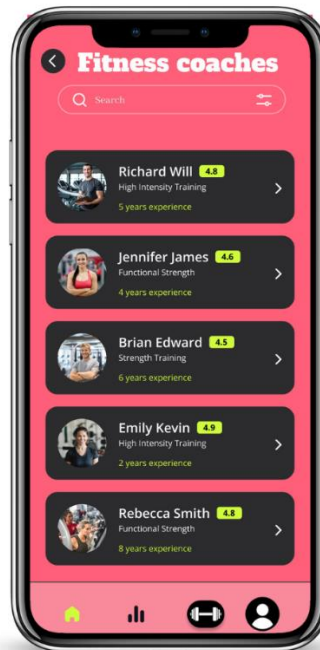 Fitness coaches
Search
Richard Will 4.8
High Intensity Training
5 years experience
Jennifer James 4.6
Functional Strength
4 years experience
Brian Edward 4.5
Strength Training
6 years experience
Emily Kevin 4.9
High Intensity Training
2 years experience
Rebecca Smith 4.8
Functional Strength
8 years experience